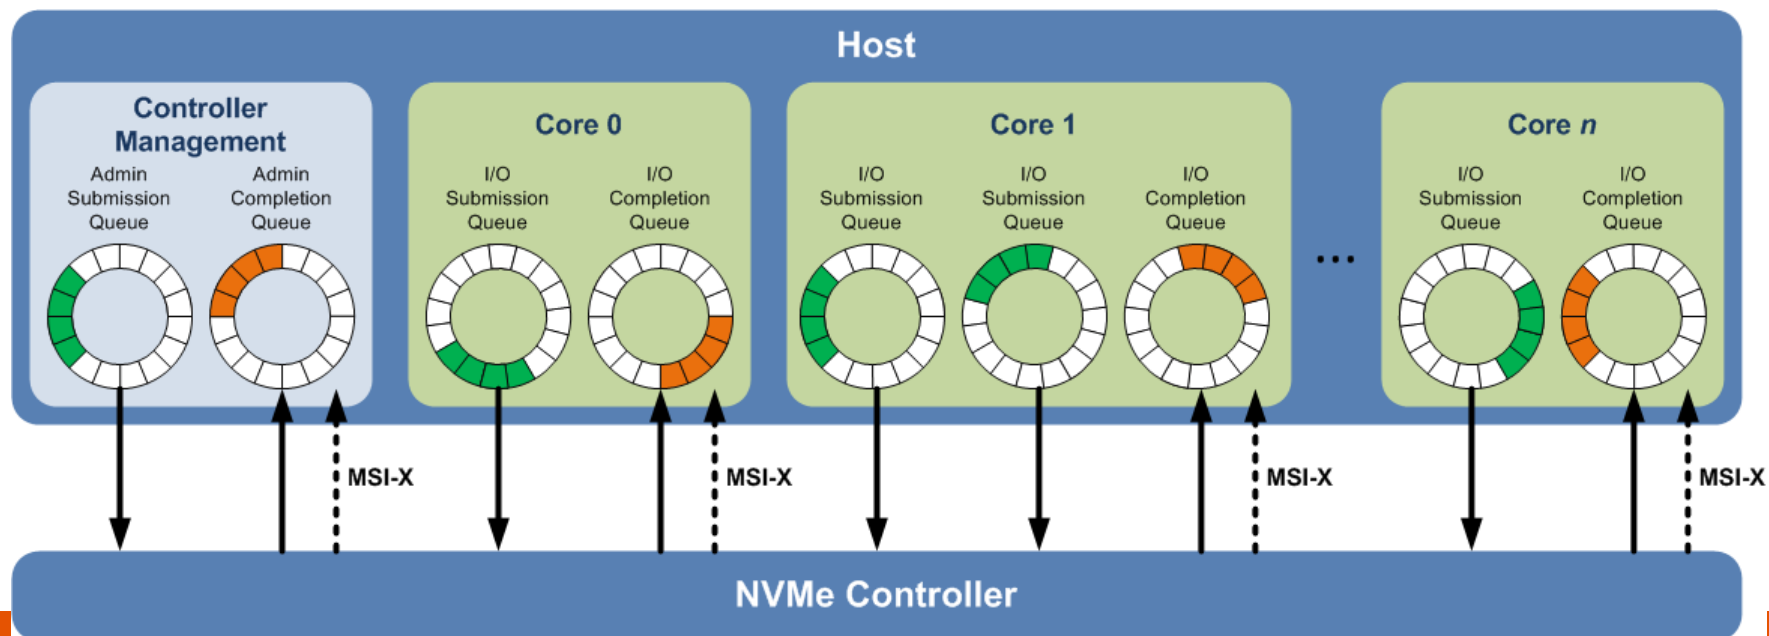 Host
Controller
Management
Admin
Submission
Queue
Admin
Completion
Queue
Core 0
I/O
Submission
Queue
I/O
Completion
Queue
Core 1
I/O
Submission
Queue
I/O
Submission
Queue
I/O
Completion
Queue
...
Core n
I/O
Submission
Queue
I/O
Completion
Queue
MSI-X
MSI-X
MSI-X
MSI-X
NVMe Controller